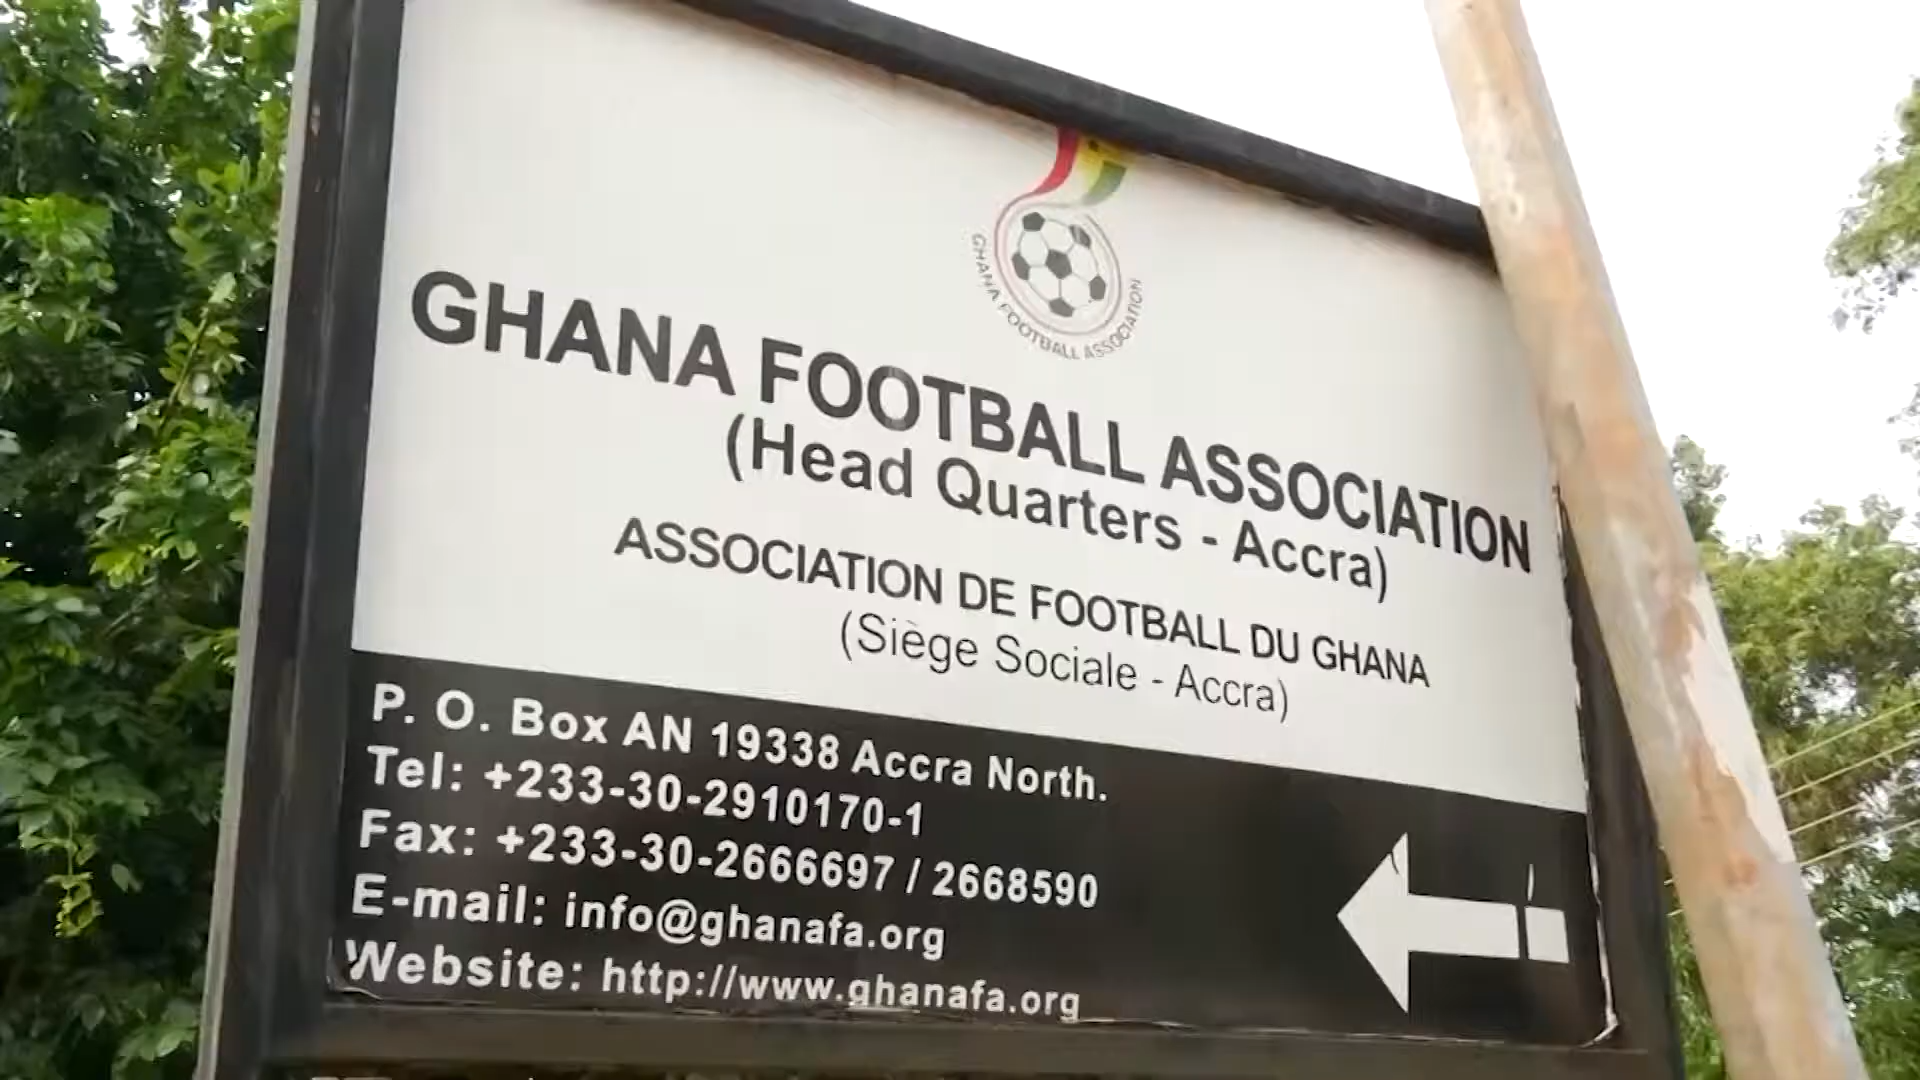 GHANA FOOTBALL ASSOCIATION
GHANA FOOTBALL ASSOCIATION
(Head Quarters - Accra)
ASSOCIATION DE FOOTBALL DU GHANA
(Siège Sociale - Accra)
P. O. Box AN 19338 Accra North.
Tel: +233-30-2910170-1
Fax: +233-30-2666697 / 2668590
E-mail: info@ghanafa.org
Website: http://www.ghanafa.org